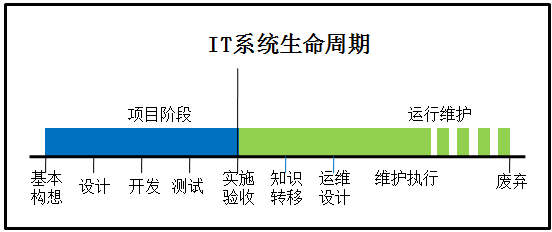 IT系统生命周期
项目阶段
运行维护
基本
构想
设计
开发
测试
实施
验收
知识
转移
运维
设计
维护执行
废弃